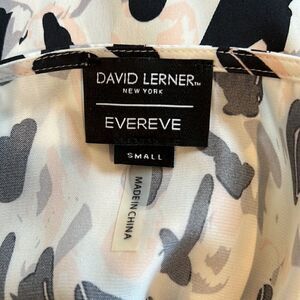 DAVID LERNER™
NEW YORK
EVEREVE
SMALL
MADE IN CHINA